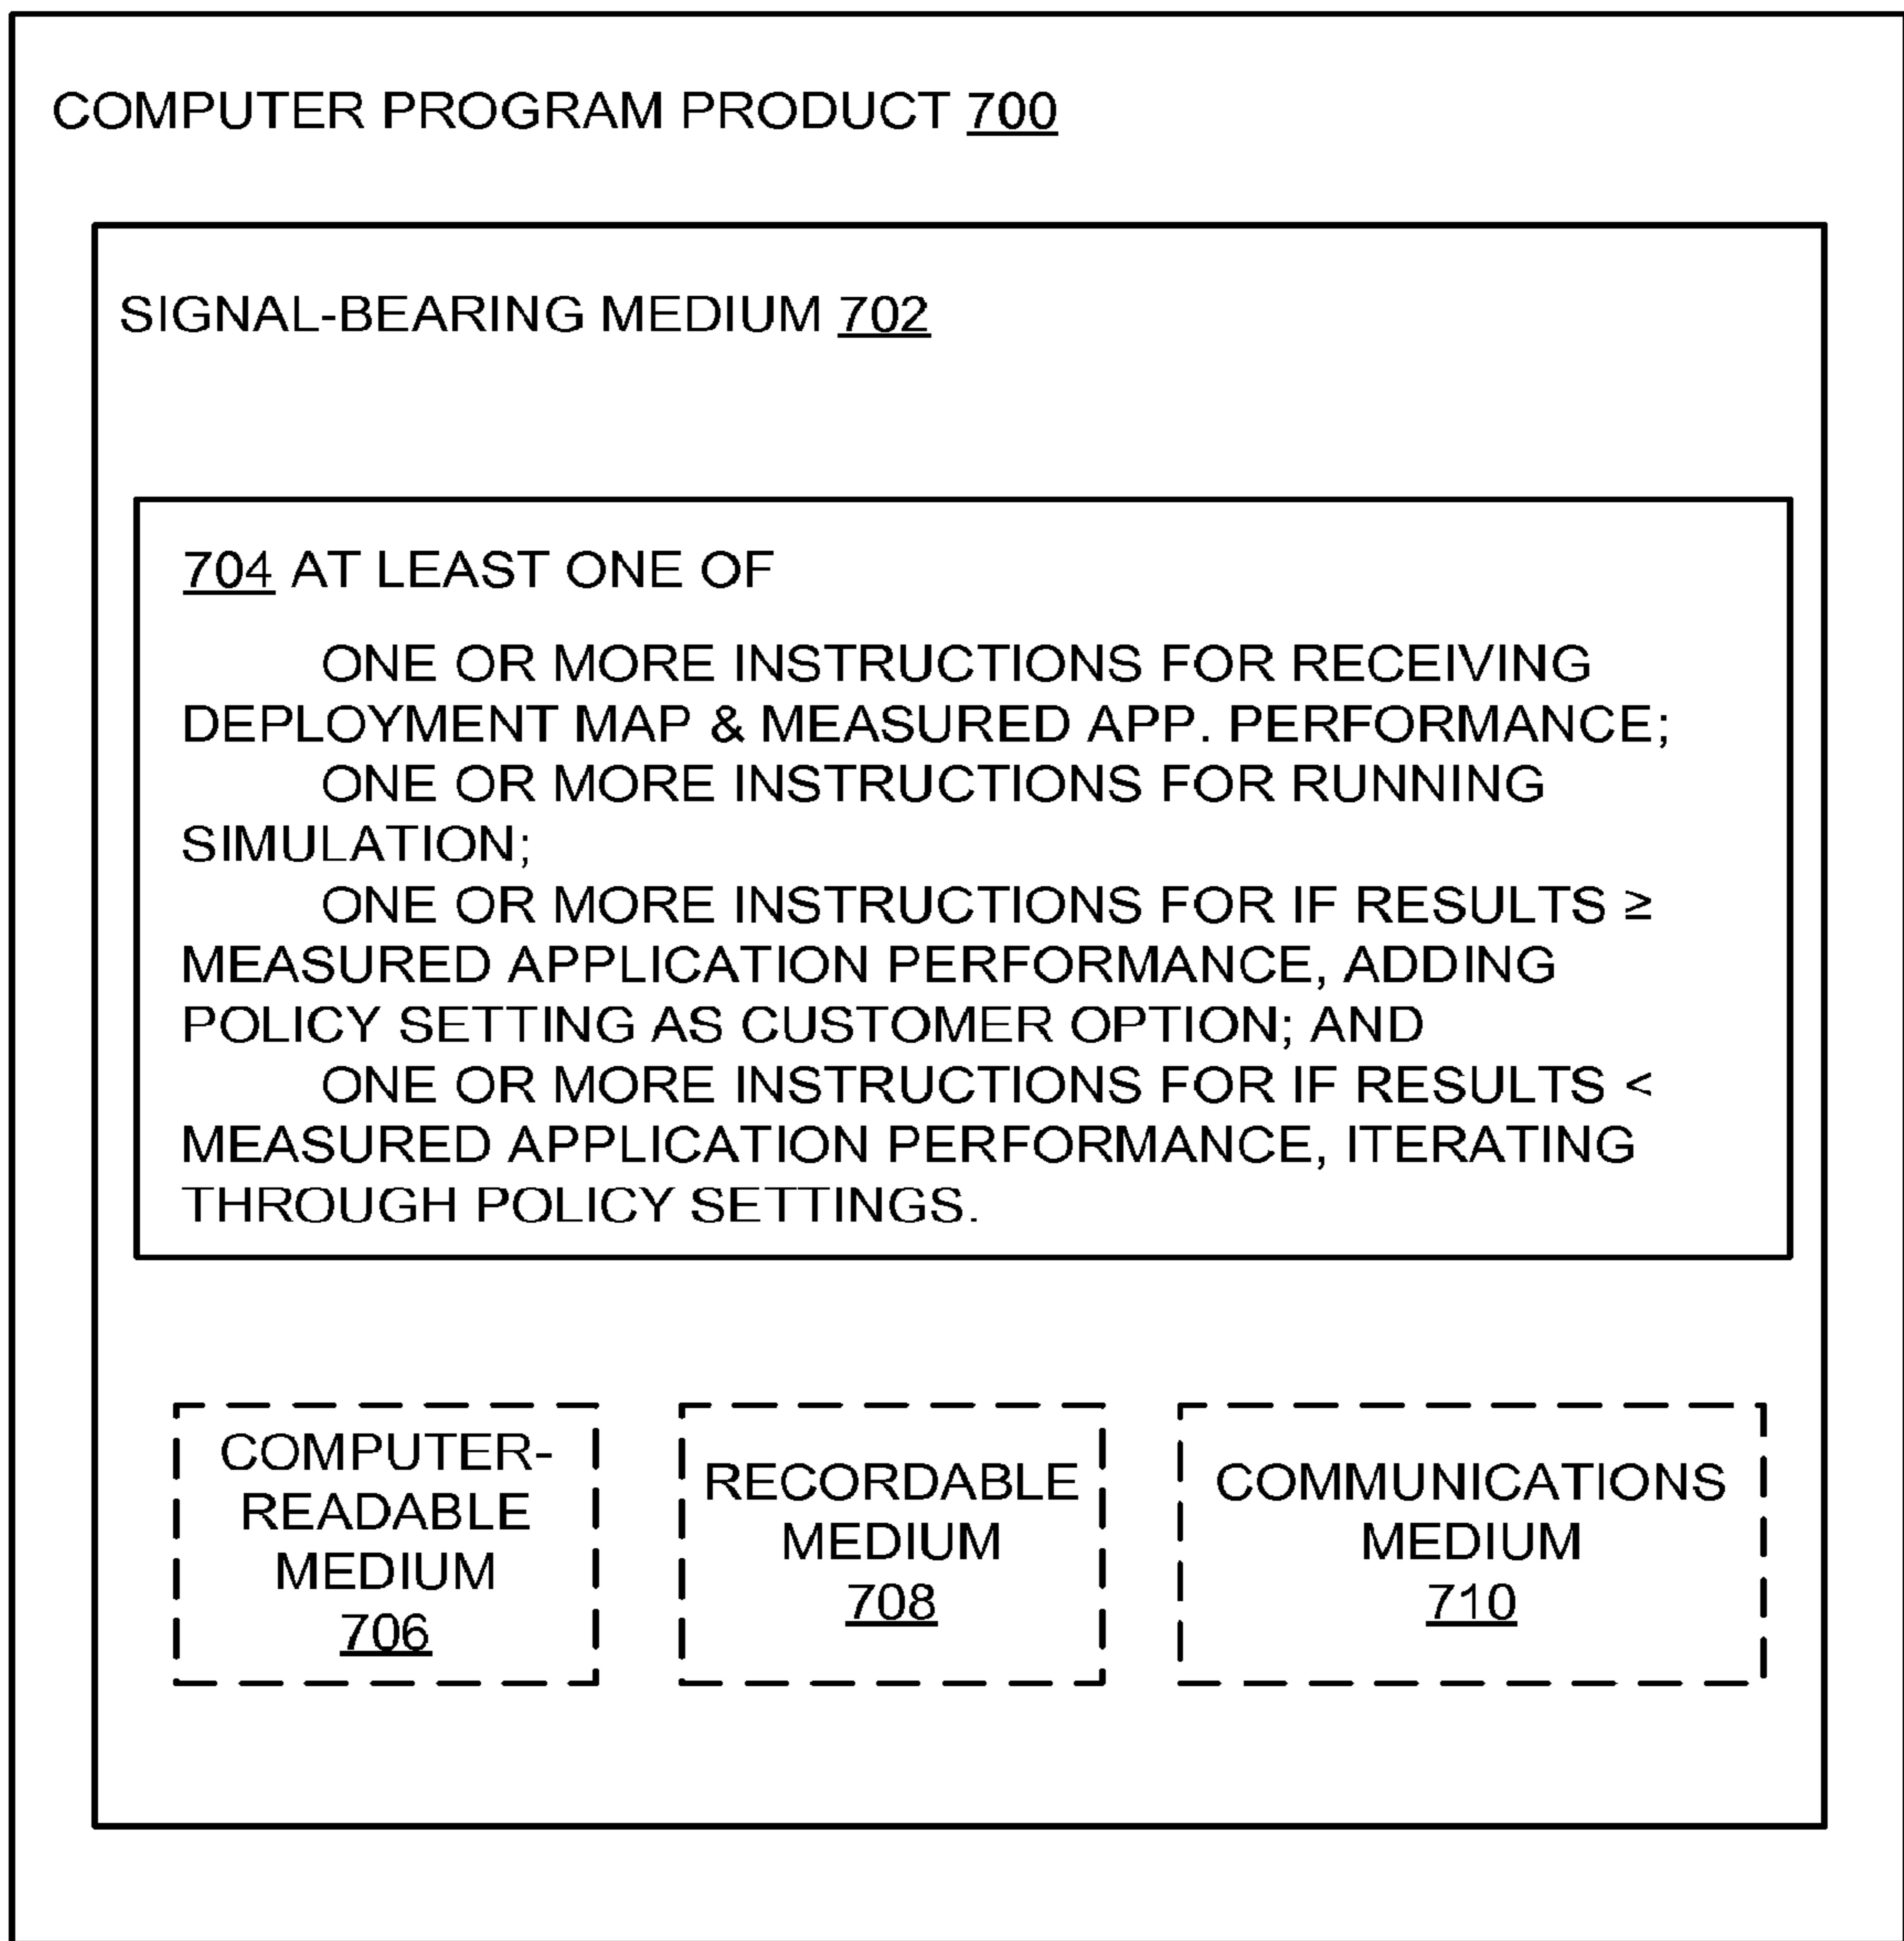 COMPUTER PROGRAM PRODUCT 700
SIGNAL-BEARING MEDIUM 702
704 AT LEAST ONE OF
ONE OR MORE INSTRUCTIONS FOR RECEIVING
DEPLOYMENT MAP & MEASURED APP. PERFORMANCE;
ONE OR MORE INSTRUCTIONS FOR RUNNING
SIMULATION;
ONE OR MORE INSTRUCTIONS FOR IF RESULTS ≥
MEASURED APPLICATION PERFORMANCE, ADDING
POLICY SETTING AS CUSTOMER OPTION; AND
ONE OR MORE INSTRUCTIONS FOR IF RESULTS <
MEASURED APPLICATION PERFORMANCE, ITERATING
THROUGH POLICY SETTINGS.
COMPUTER-
READABLE
MEDIUM
706
RECORDABLE
MEDIUM
708
COMMUNICATIONS
MEDIUM
710